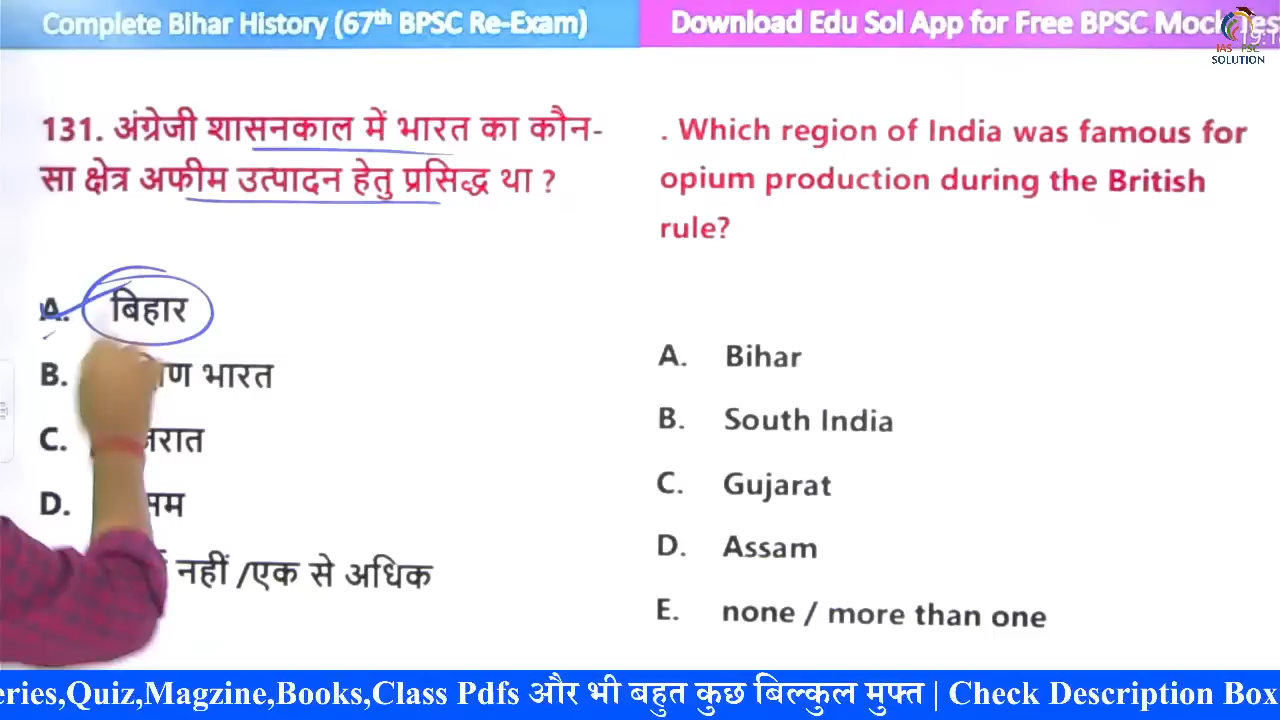 Complete Bihar History (67th BPSC Re-Exam)
Download Edu Sol App for Free BPSC Mock
IAS PSC
SOLUTION
131. अंग्रेजी शासनकाल में भारत का कौन-
सा क्षेत्र अफीम उत्पादन हेतु प्रसिद्ध था ?
A. बिहार
B. भारत
C.
D.
नहीं /एक से अधिक
. Which region of India was famous for
opium production during the British
rule?
A. Bihar
B. South India
C. Gujarat
D. Assam
E. none / more than one
eries,Quiz,Magzine,Books,Class Pdfs और भी बहुत कुछ बिल्कुल मुफ्त | Check Description Box